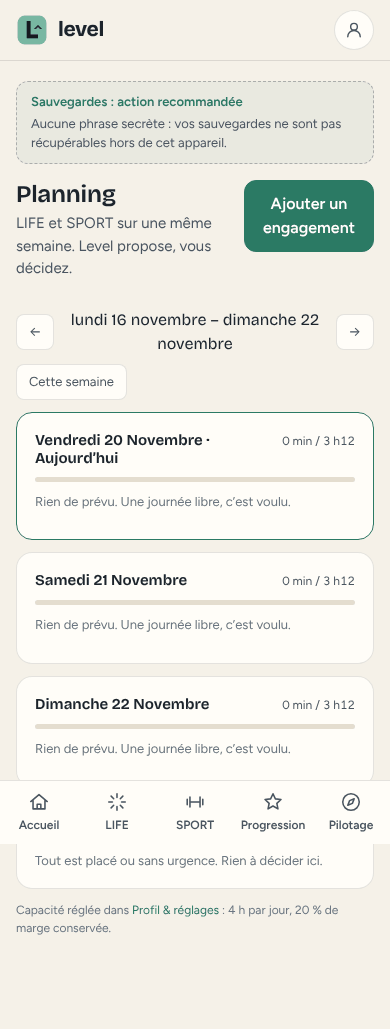 level
Sauvegardes : action recommandée
Aucune phrase secrète : vos sauvegardes ne sont pas
récupérables hors de cet appareil.
Planning
LIFE et SPORT sur une même
semaine. Level propose, vous
décidez.
Ajouter un
engagement
lundi 16 novembre – dimanche 22
novembre
Cette semaine
Vendredi 20 Novembre ·
Aujourd’hui
0 min / 3 h12
Rien de prévu. Une journée libre, c’est voulu.
Samedi 21 Novembre
0 min / 3 h12
Rien de prévu. Une journée libre, c’est voulu.
Dimanche 22 Novembre
0 min / 3 h12
Rien de prévu. Une journée libre, c’est voulu.
Accueil
LIFE
SPORT
Progression
Pilotage
Tout est placé ou sans urgence. Rien à décider ici.
Capacité réglée dans Profil & réglages : 4 h par jour, 20 % de
marge conservée.